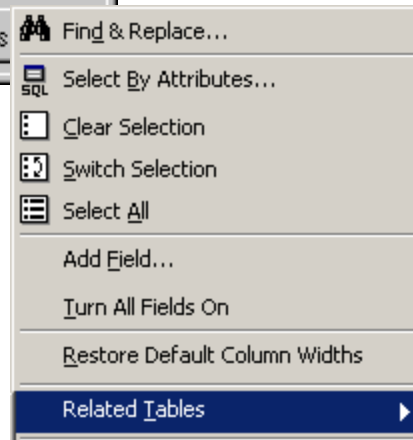 s
Find & Replace...
SQL
Select By Attributes...
Clear Selection
Switch Selection
Select All
Add Field...
Turn All Fields On
Restore Default Column Widths
Related Tables